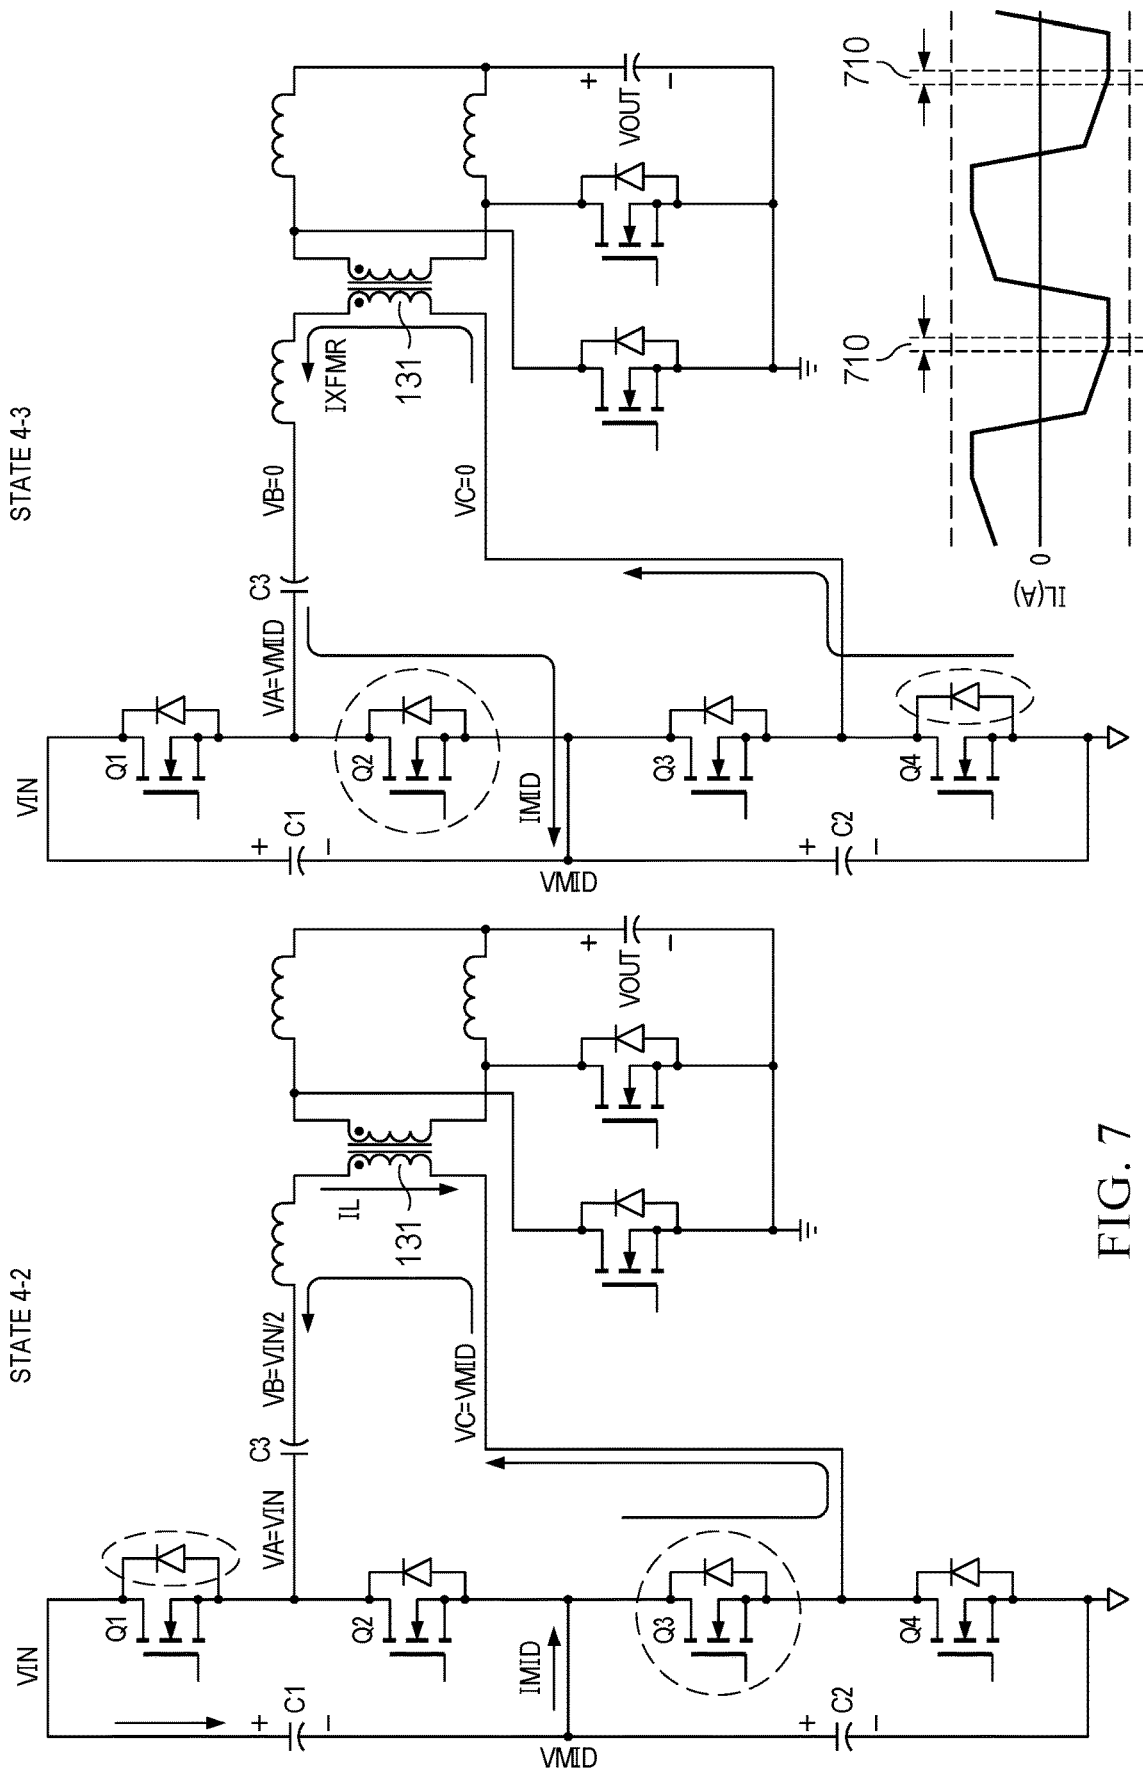 STATE 4-2
VIN
Q1
C1
+
−
VA=VIN
C3
VB=VIN/2
IL
131
Q2
IMID
VMID
VC=VMID
Q3
C2
+
−
Q4
VOUT
+
−
STATE 4-3
VIN
Q1
C1
+
−
VA=VMID
C3
VB=0
IXFMR
131
Q2
IMID
VMID
VC=0
Q3
C2
+
−
Q4
VOUT
+
−
IL(A)
0
710
710
FIG. 7